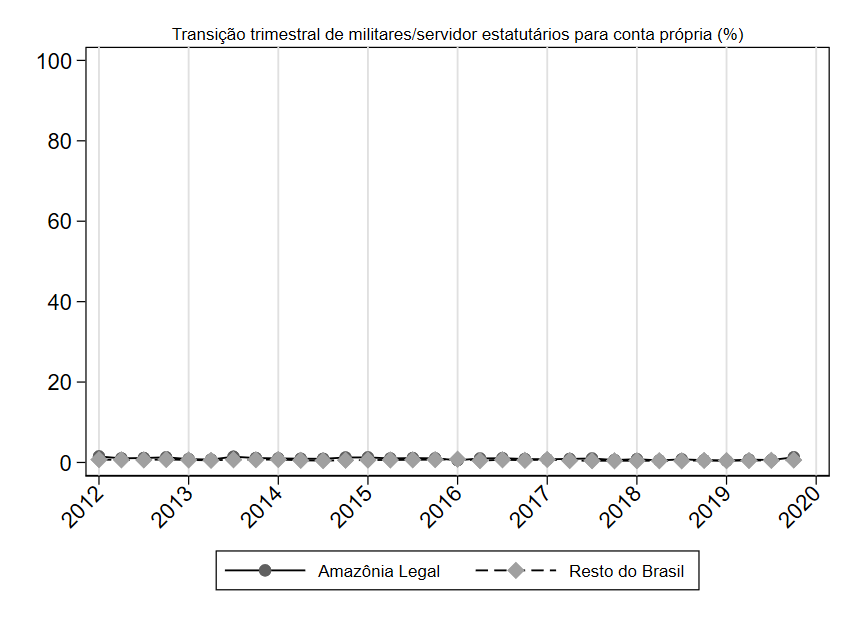 Transição trimestral de militares/servidor estatutários para conta própria (%)
100
80
60
40
20
0
2012 2013 2014 2015 2016 2017 2018 2019 2020
Amazônia Legal Resto do Brasil